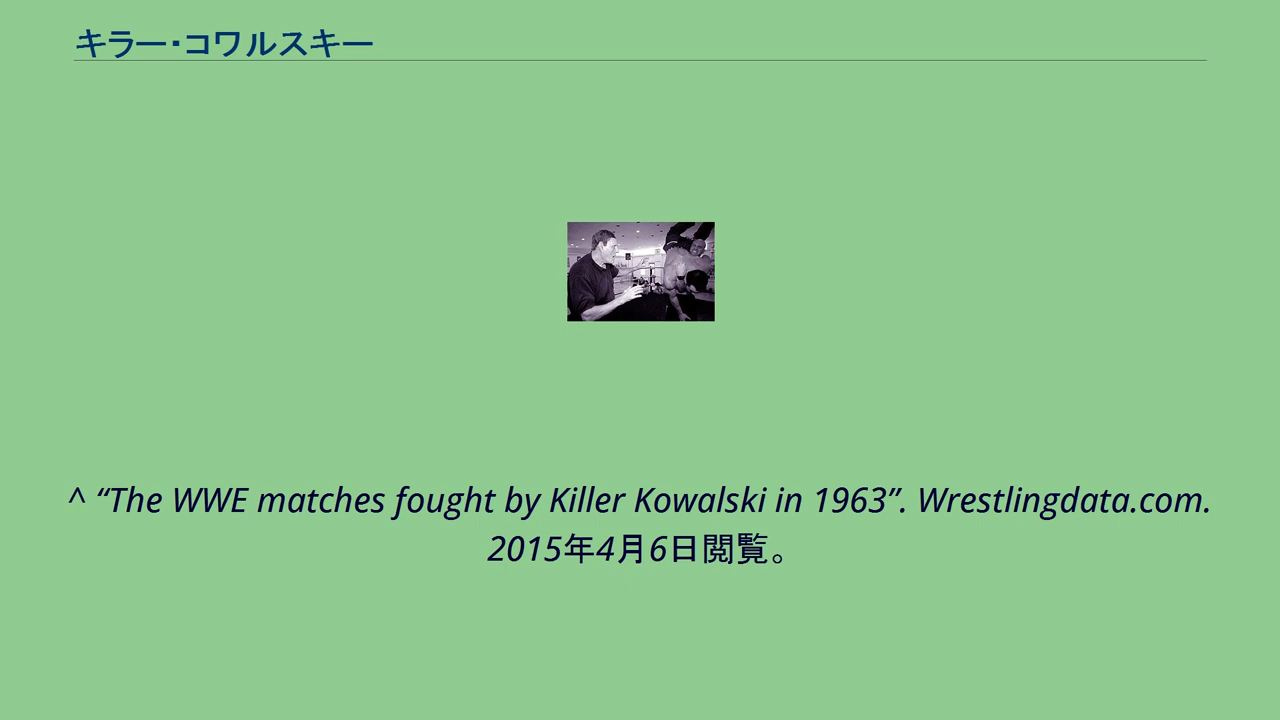 キラー・コワルスキー
^ “The WWE matches fought by Killer Kowalski in 1963”. Wrestlingdata.com.
2015年4月6日閲覧。